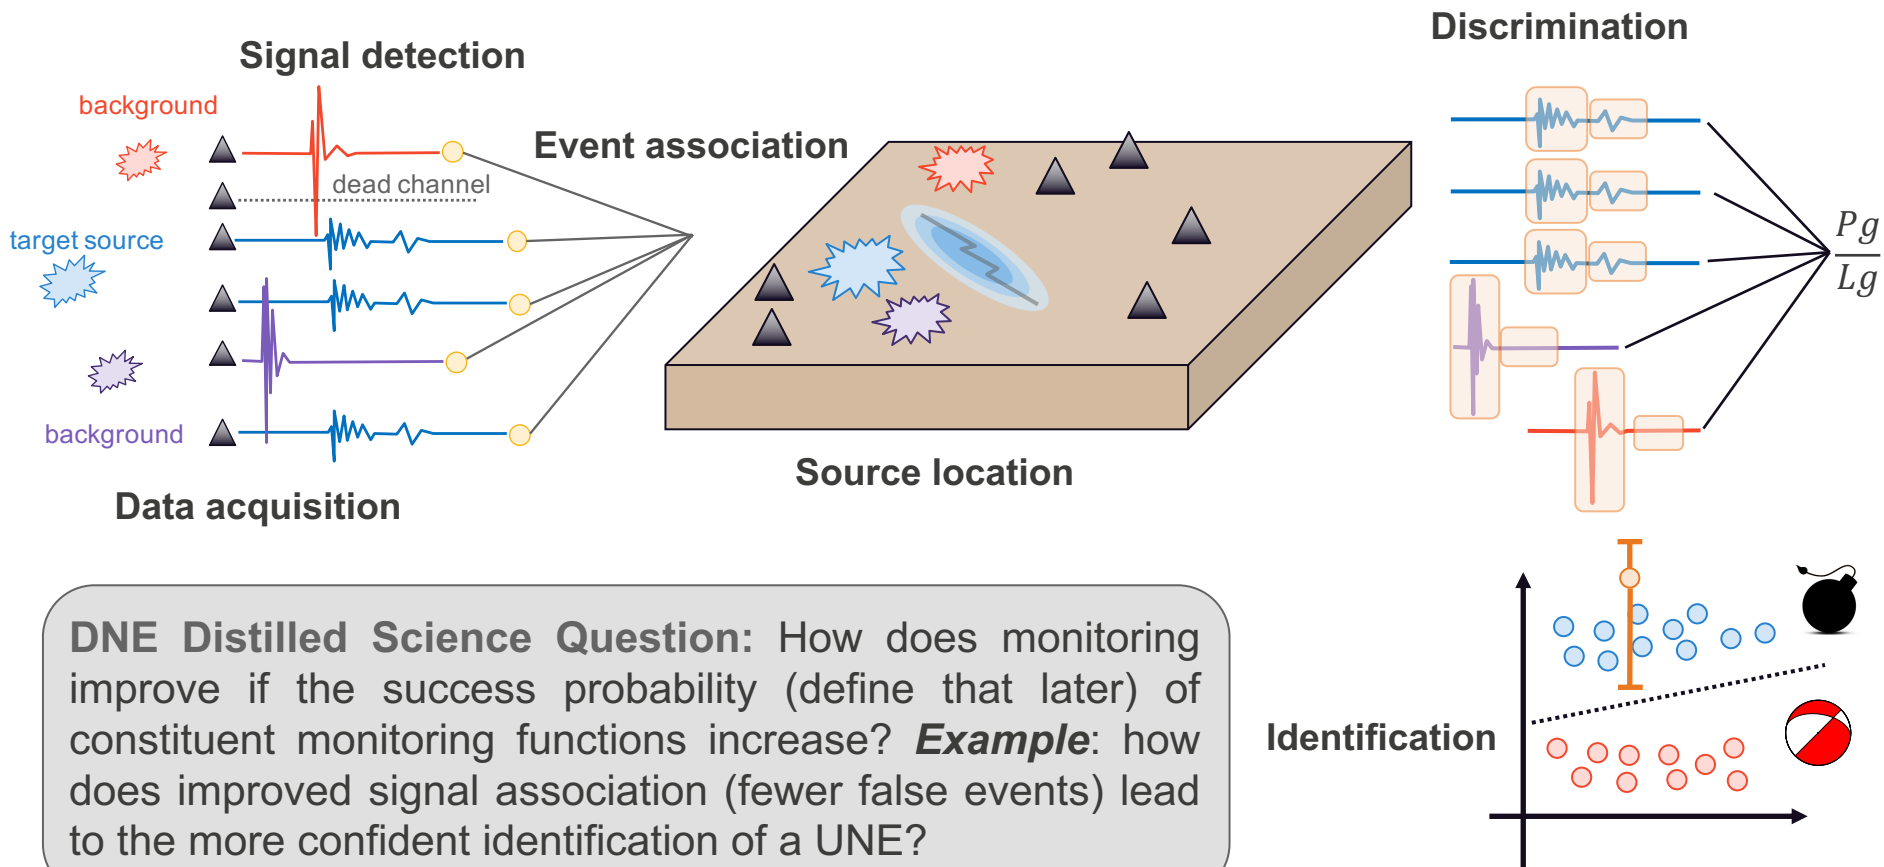 Signal detection
background
dead channel
target source
background
Data acquisition
Event association
Source location
Discrimination
Pg
Lg
Identification
DNE Distilled Science Question: How does monitoring
improve if the success probability (define that later) of
constituent monitoring functions increase? Example: how
does improved signal association (fewer false events) lead
to the more confident identification of a UNE?